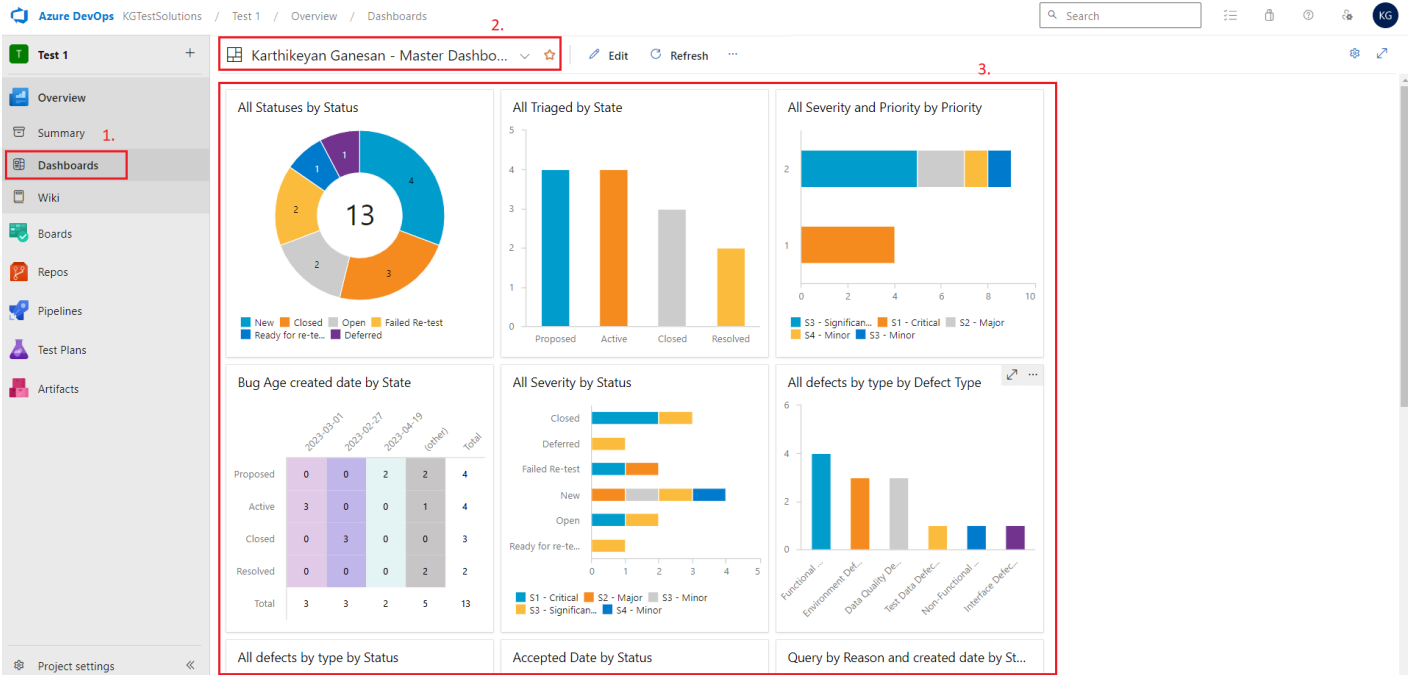 Azure DevOps KGTestSolutions / Test 1 / Overview / Dashboards
Search
KG
T Test 1
Overview
Summary
1.
Dashboards
Wiki
Boards
Repos
Pipelines
Test Plans
Artifacts
Project settings
2.
Karthikeyan Ganesan - Master Dashbo...
Edit
Refresh
3.
All Statuses by Status
4
3
2
2
1
1
13
New Closed Open Failed Re-test
Ready for re-te... Deferred
All Triaged by State
5
4
3
2
1
0
Proposed Active Closed Resolved
All Severity and Priority by Priority
2
1
0 2 4 6 8 10
S3 - Significan... S1 - Critical S2 - Major
S4 - Minor S3 - Minor
Bug Age created date by State
2023-03-01 2023-02-27 2023-04-19 (other) Total
Proposed 0 0 2 2 4
Active 3 0 0 1 4
Closed 0 3 0 0 3
Resolved 0 0 0 2 2
Total 3 3 2 5 13
All Severity by Status
Closed
Deferred
Failed Re-test
New
Open
Ready for re-te...
0 1 2 3 4 5
S1 - Critical S2 - Major S3 - Minor
S3 - Significan... S4 - Minor
All defects by type by Defect Type
6
4
2
0
Functional ... Environment Def... Data Quality De... Test Data Defec... Non-Functional ... Interface Defec...
All defects by type by Status
Accepted Date by Status
Query by Reason and created date by St...